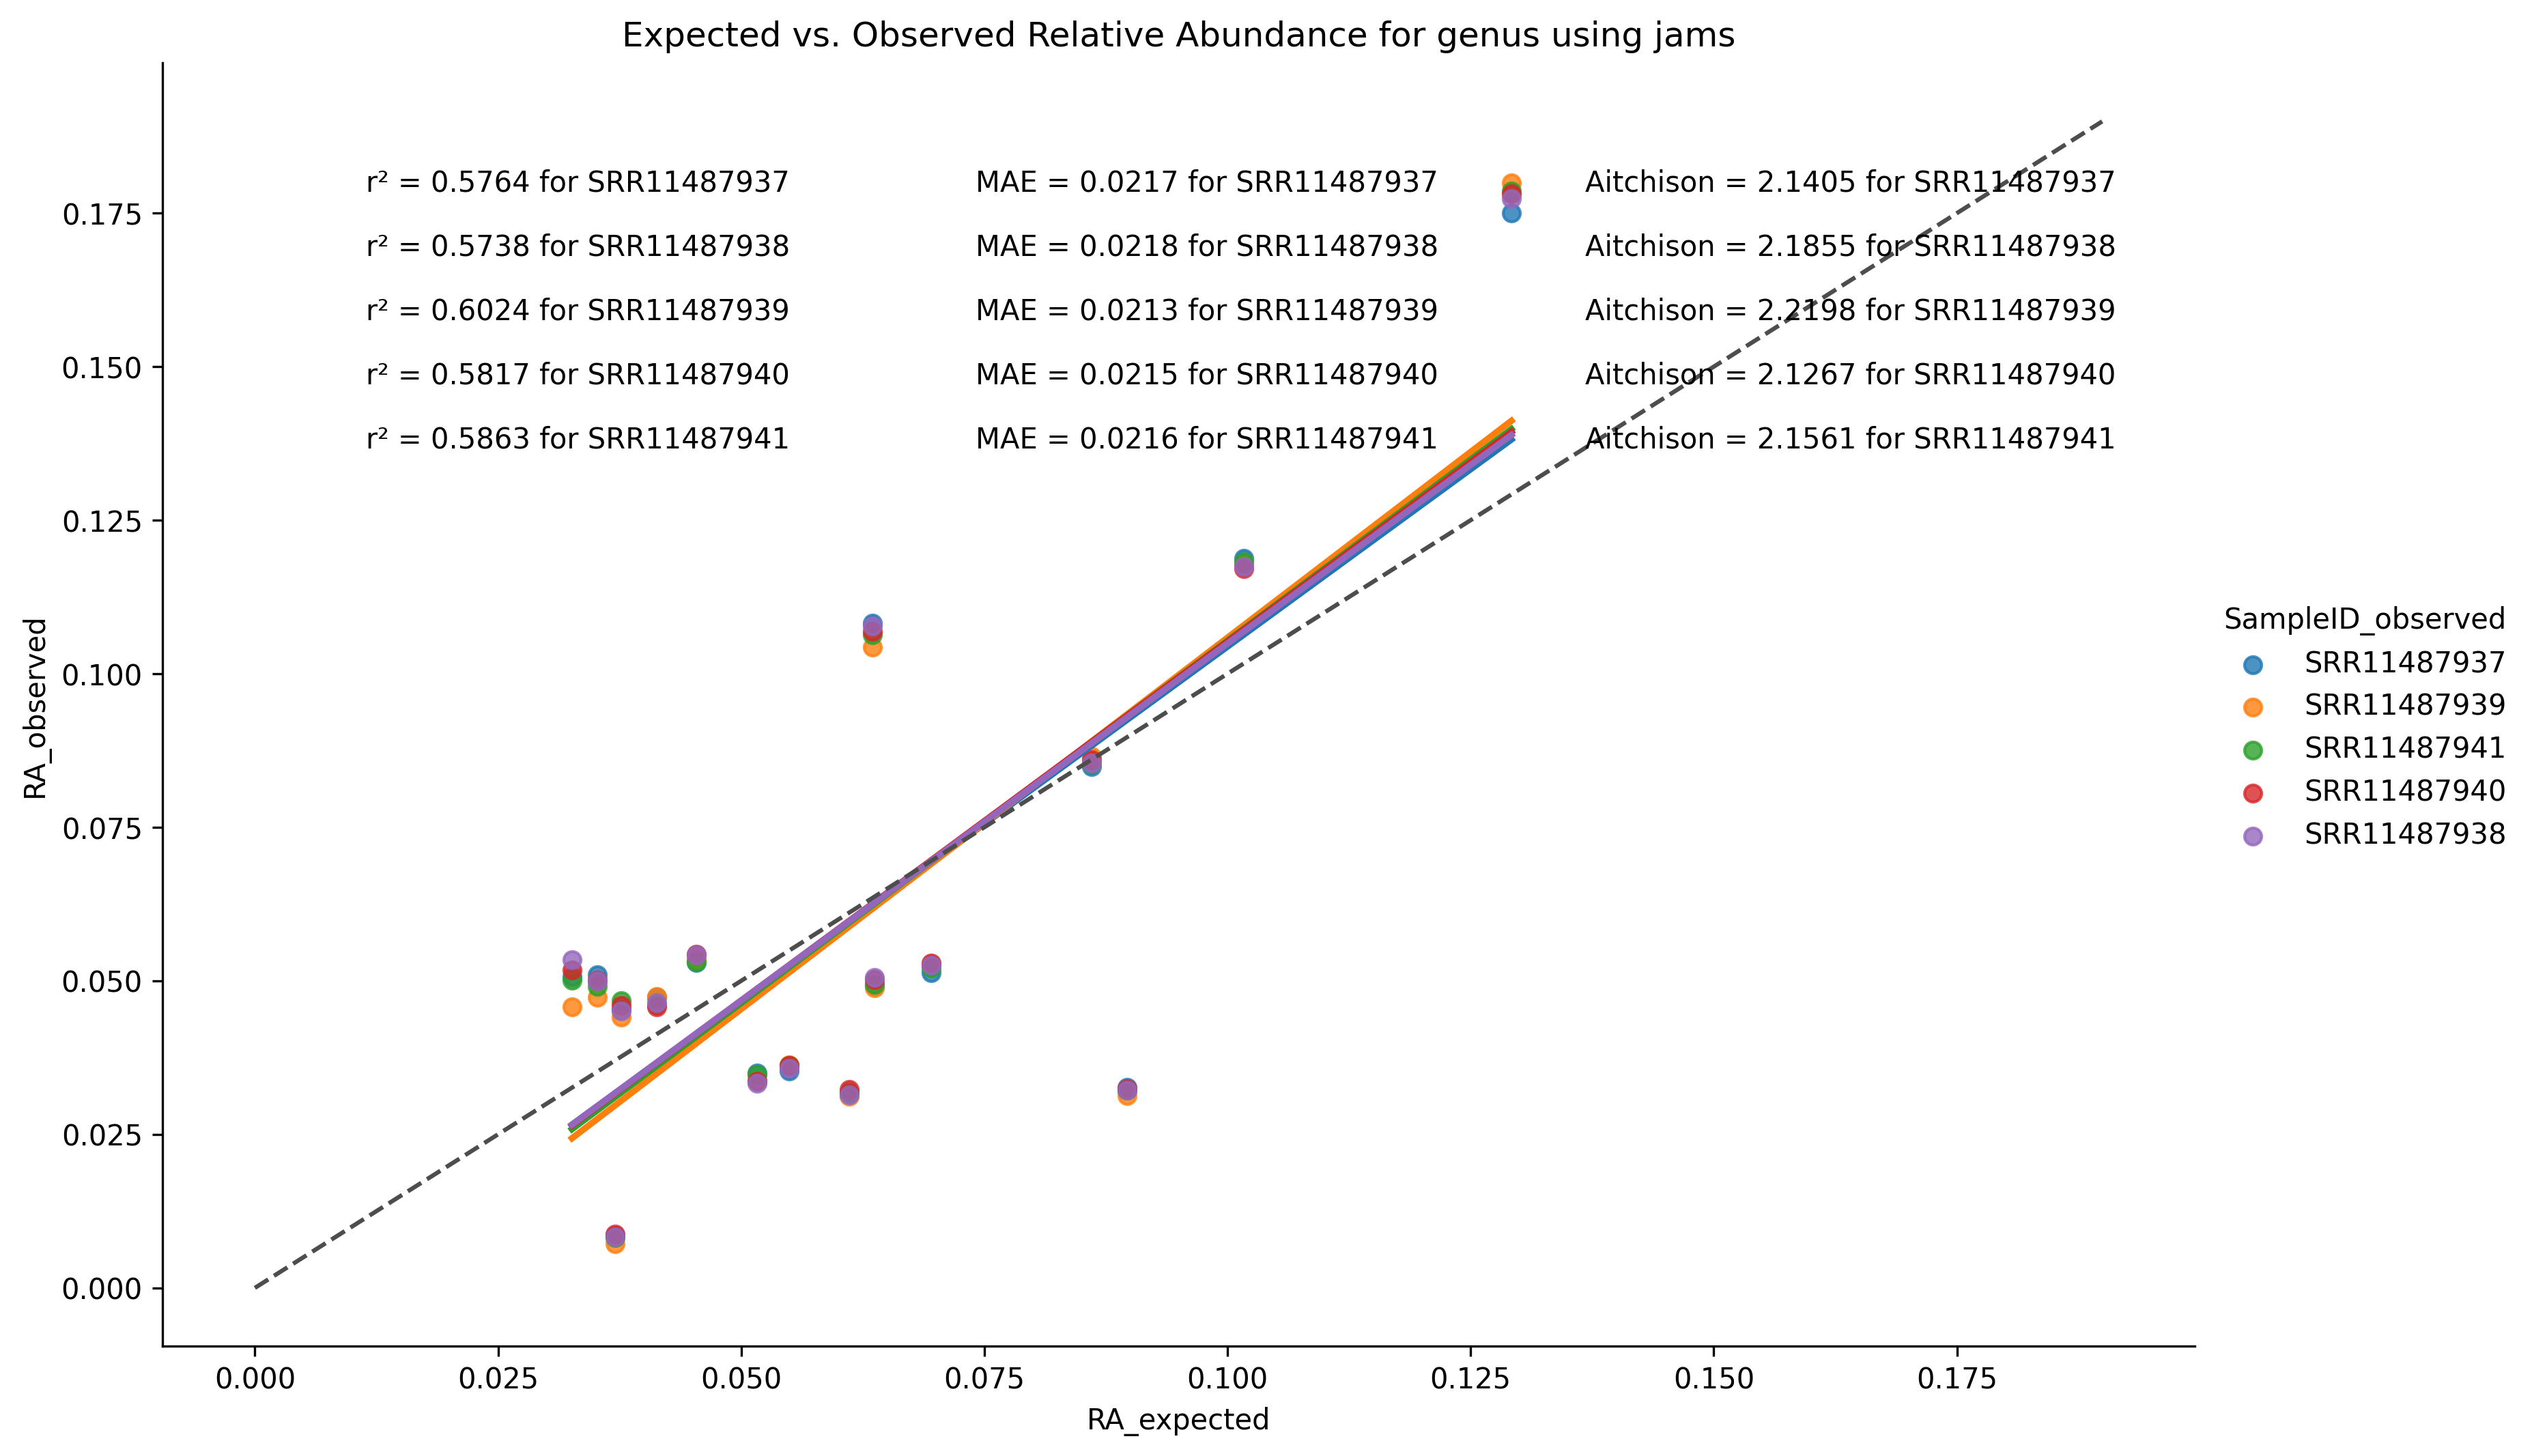 Expected vs. Observed Relative Abundance for genus using jams
r² = 0.5764 for SRR11487937
MAE = 0.0217 for SRR11487937
Aitchison = 2.1405 for SRR11487937
r² = 0.5738 for SRR11487938
MAE = 0.0218 for SRR11487938
Aitchison = 2.1855 for SRR11487938
r² = 0.6024 for SRR11487939
MAE = 0.0213 for SRR11487939
Aitchison = 2.2198 for SRR11487939
r² = 0.5817 for SRR11487940
MAE = 0.0215 for SRR11487940
Aitchison = 2.1267 for SRR11487940
r² = 0.5863 for SRR11487941
MAE = 0.0216 for SRR11487941
Aitchison = 2.1561 for SRR11487941
0.175
0.150
0.125
0.100
0.075
0.050
0.025
0.000
RA_observed
0.000
0.025
0.050
0.075
0.100
0.125
0.150
0.175
RA_expected
SampleID_observed
SRR11487937
SRR11487939
SRR11487941
SRR11487940
SRR11487938